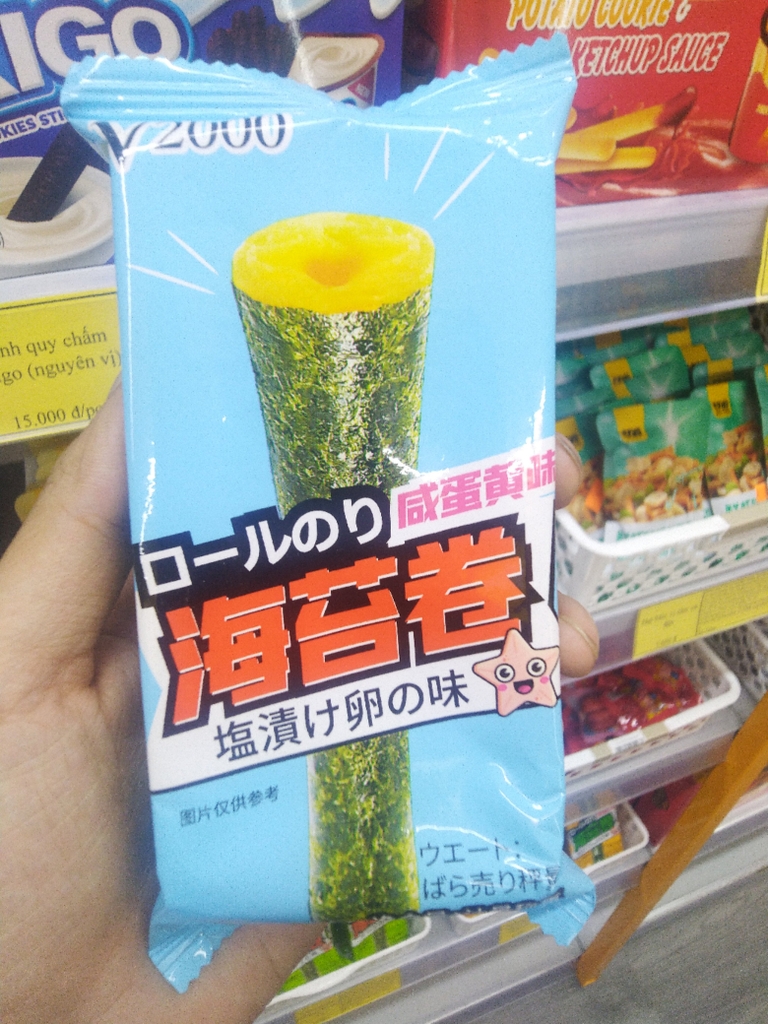 IGO
KIES STI
POTATO COOKIE &
KETCHUP SAUCE
V2000
nh quy chấm
go (nguyên vị)
15.000 đ/
咸蛋黄味
ロールのり
海苔卷
塩漬け卵の味
图片仅供参考
ウエート:
ばら売り秤